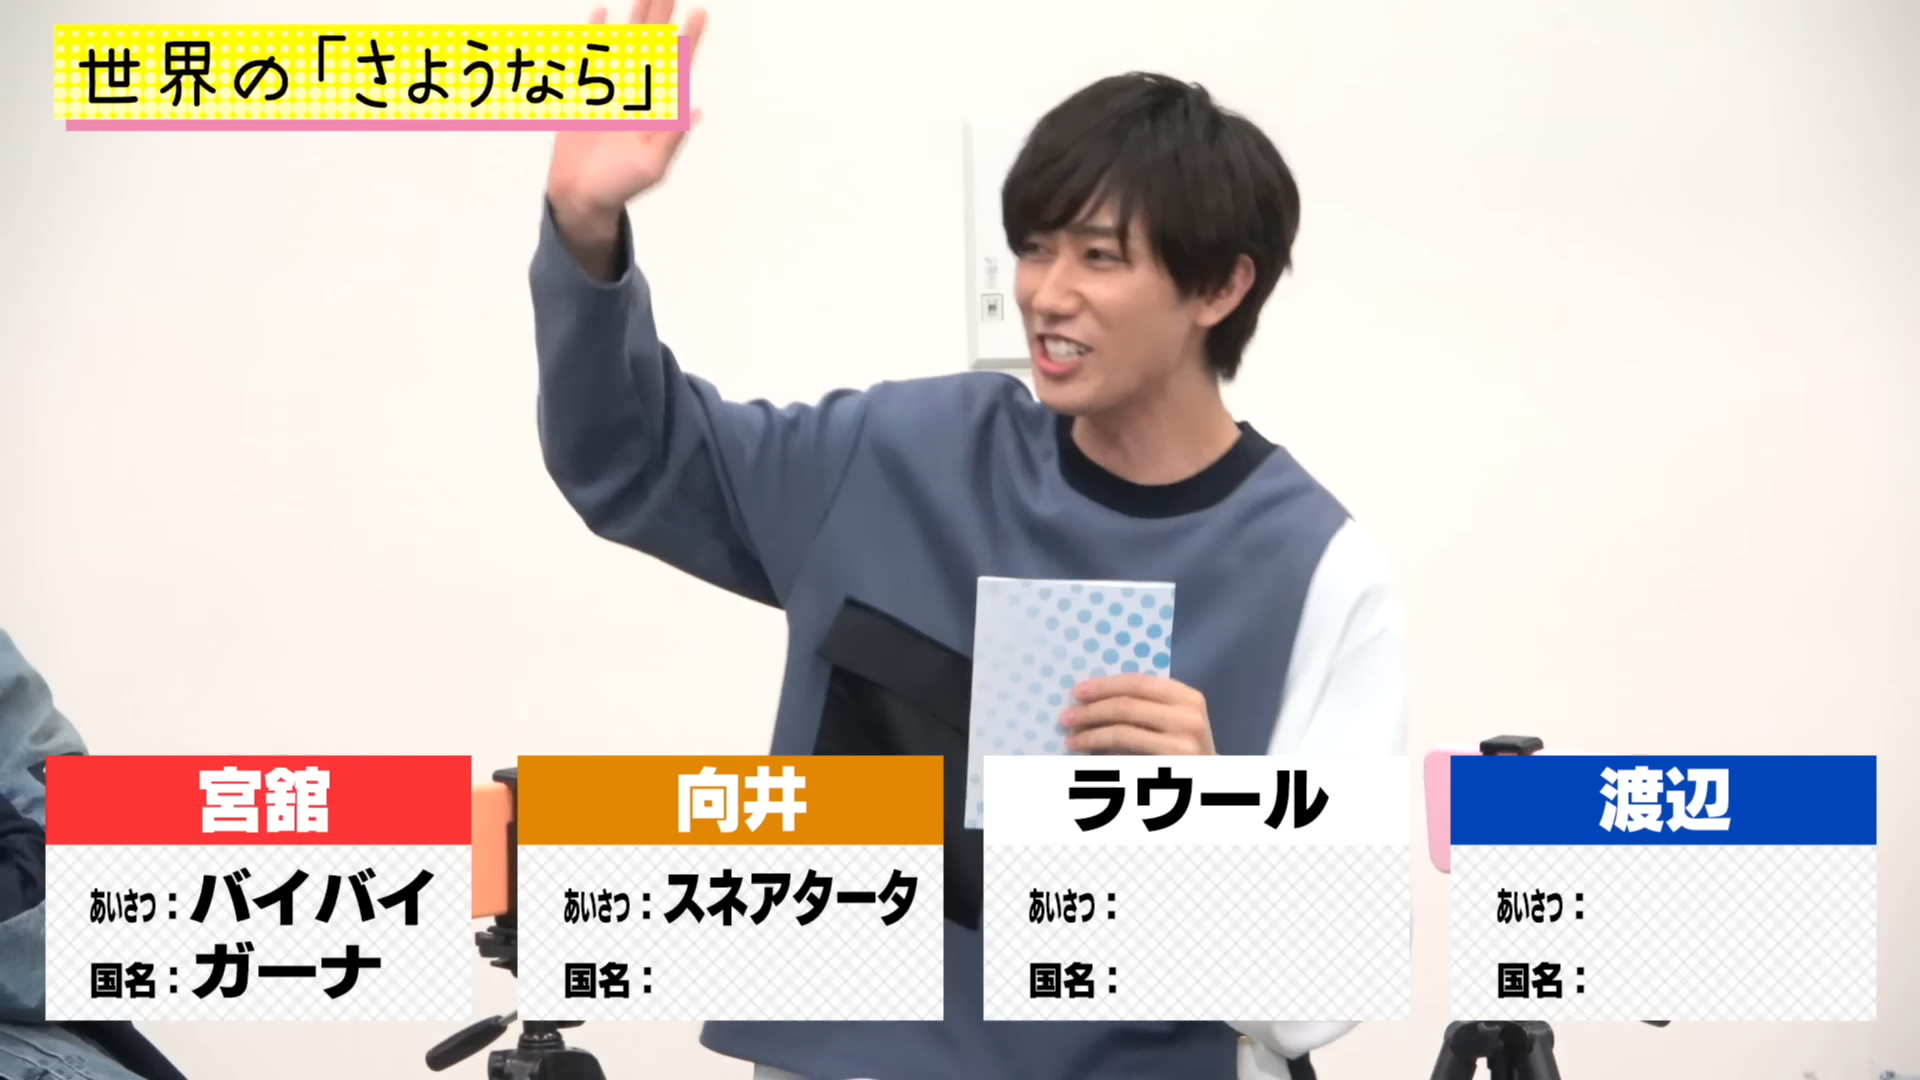 世界の「さようなら」
宮舘
あいさつ：バイバイ
国名：ガーナ
向井
あいさつ：スネアタータ
国名：
ラウール
あいさつ：
国名：
渡辺
あいさつ：
国名：